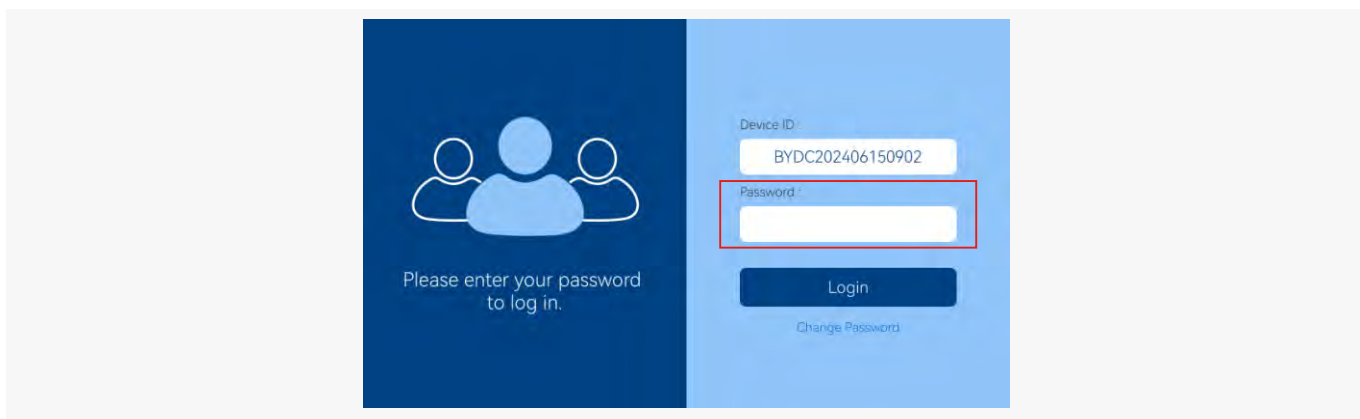 Please enter your password
to log in.
Device ID :
BYDC202406150902
Password :
Login
Change Password